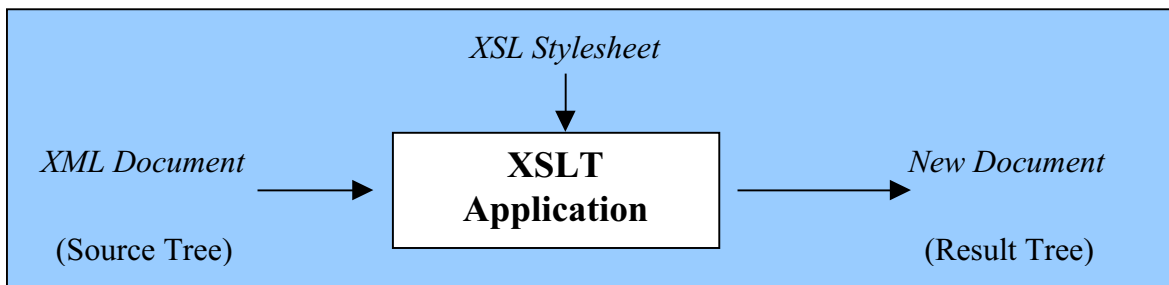 XSL Stylesheet
XML Document
XSLT
Application
New Document
(Source Tree)
(Result Tree)